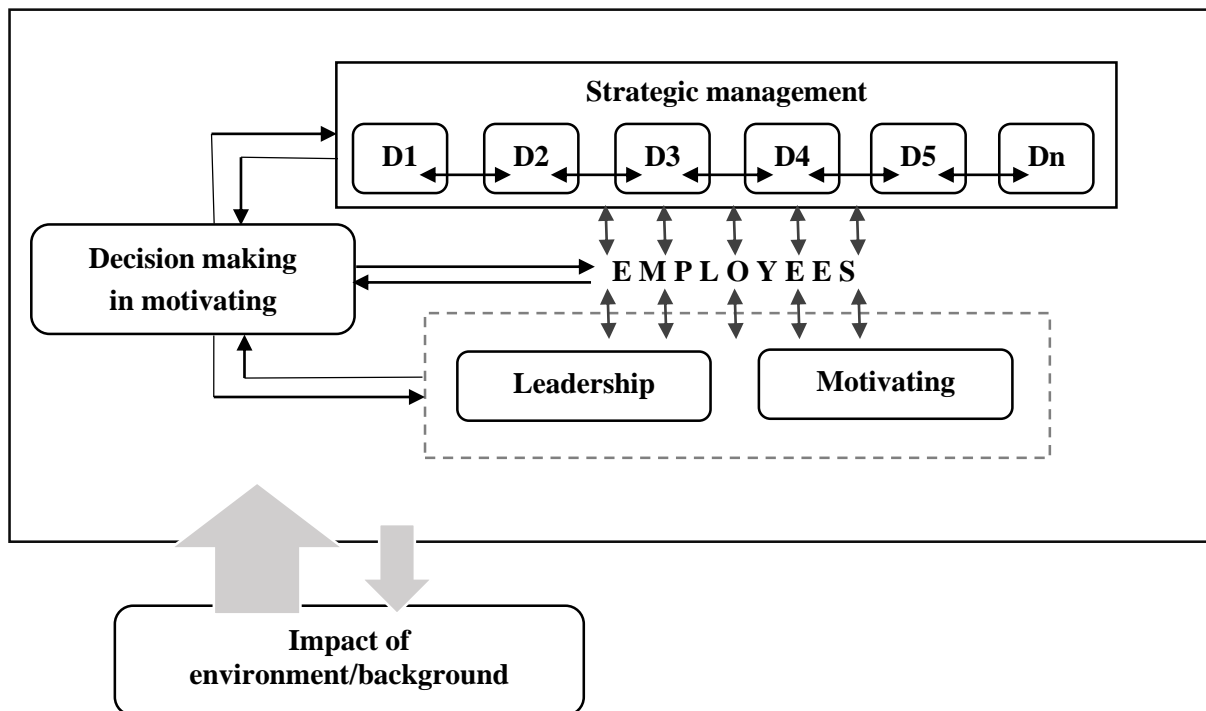 Strategic management
D1 D2 D3 D4 D5 Dn
Decision making
in motivating
E M P L O Y E E S
Leadership
Motivating
Impact of
environment/background